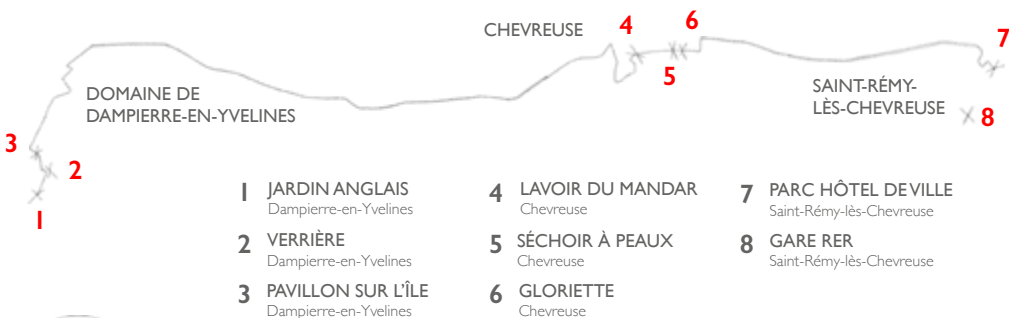 CHEVREUSE
4
6
5
7
DOMAINE DE
DAMPIERRE-EN-YVELINES
SAINT-RÉMY-
LÈS-CHEVREUSE
8
3
2
1
1 JARDIN ANGLAIS
Dampierre-en-Yvelines
2 VERRIÈRE
Dampierre-en-Yvelines
3 PAVILLON SUR L'ÎLE
Dampierre-en-Yvelines
4 LAVOIR DU MANDAR
Chevreuse
5 SÉCHOIR À PEAUX
Chevreuse
6 GLORIETTE
Chevreuse
7 PARC HÔTEL DE VILLE
Saint-Rémy-lès-Chevreuse
8 GARE RER
Saint-Rémy-lès-Chevreuse